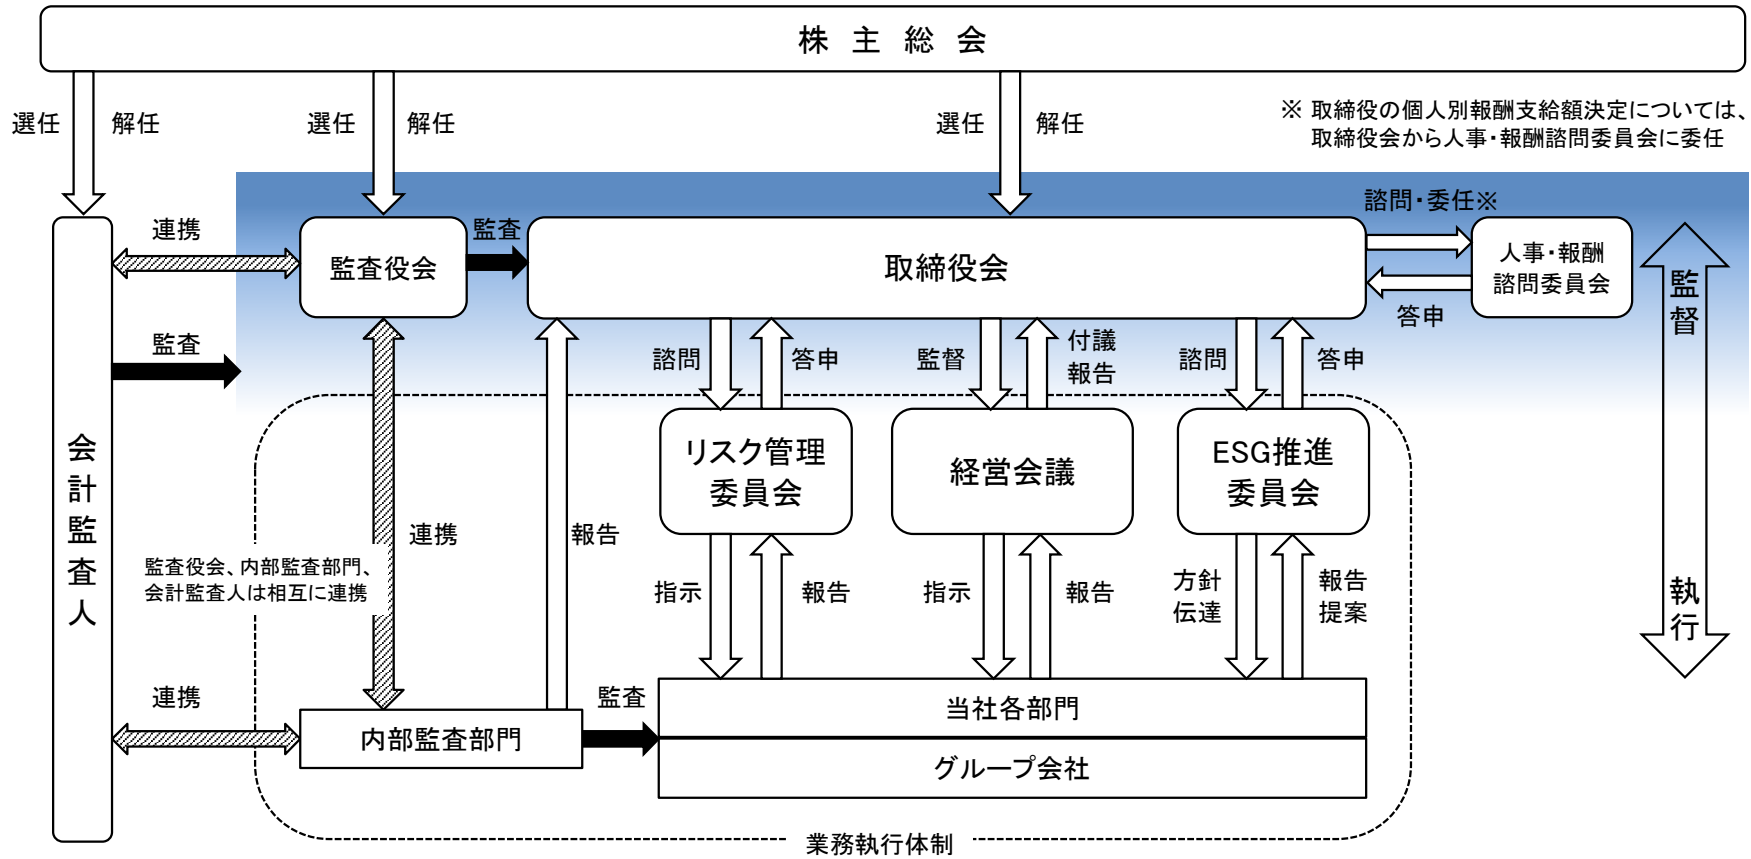 株 主 総 会
選任
解任
選任
解任
選任
解任
※ 取締役の個人別報酬支給額決定については、
取締役会から人事・報酬諮問委員会に委任
諮問・委任※
連携
監査役会
監査
取締役会
人事・報酬
諮問委員会
答申
監督
監査
諮問
答申
監督
付議
報告
諮問
答申
会計監査人
リスク管理
委員会
経営会議
ESG推進
委員会
連携
報告
監査役会、内部監査部門、
会計監査人は相互に連携
指示
報告
指示
報告
方針
伝達
報告
提案
執行
連携
内部監査部門
監査
当社各部門
グループ会社
業務執行体制